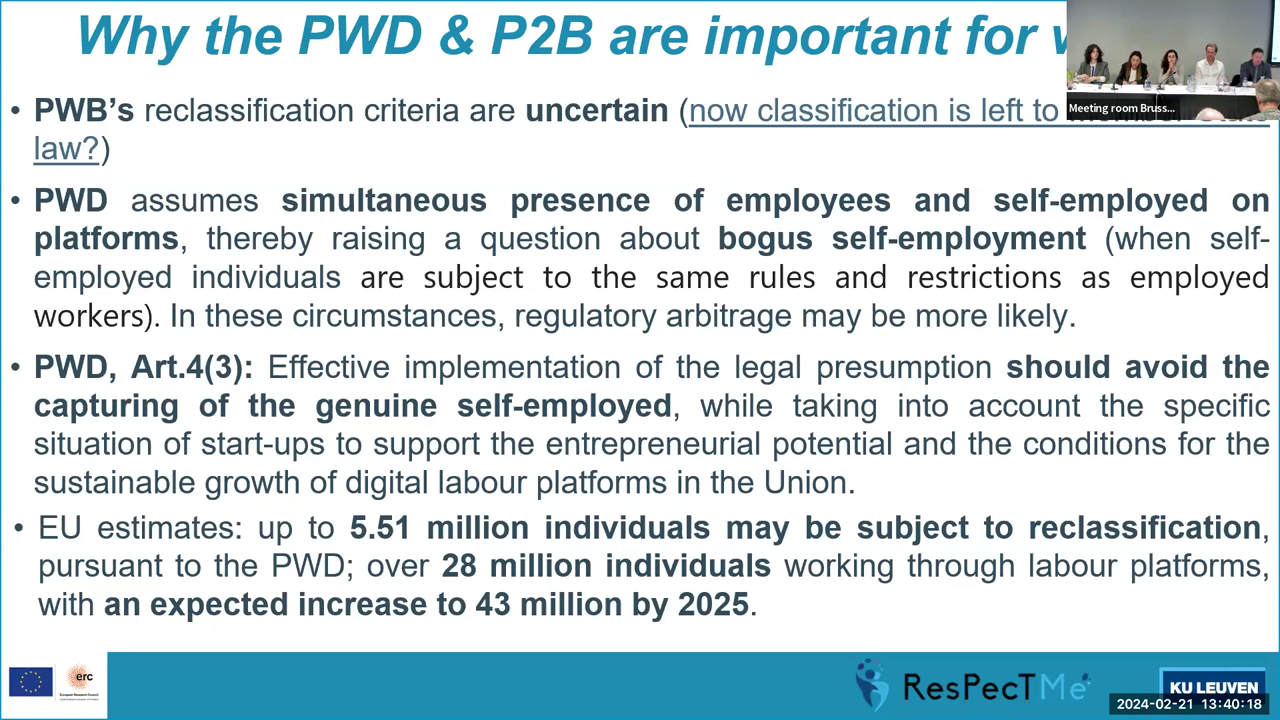 Why the PWD & P2B are important for
Meeting room Bruss...
• PWB's reclassification criteria are uncertain (now classification is left to
law?)
• PWD assumes simultaneous presence of employees and self-employed on
platforms, thereby raising a question about bogus self-employment (when self-
employed individuals are subject to the same rules and restrictions as employed
workers). In these circumstances, regulatory arbitrage may be more likely.
• PWD, Art.4(3): Effective implementation of the legal presumption should avoid the
capturing of the genuine self-employed, while taking into account the specific
situation of start-ups to support the entrepreneurial potential and the conditions for the
sustainable growth of digital labour platforms in the Union.
• EU estimates: up to 5.51 million individuals may be subject to reclassification,
pursuant to the PWD; over 28 million individuals working through labour platforms,
with an expected increase to 43 million by 2025.
erc
European Research Council
ResPecTMe
KU LEUVEN
2024-02-21 13:40:18